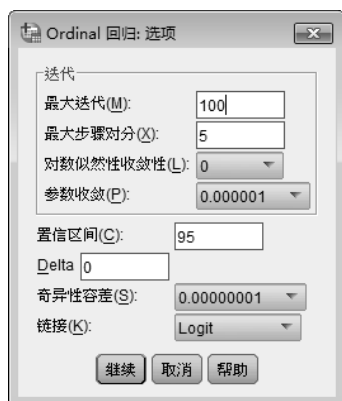 Ordinal 回归: 选项
迭代
最大迭代(M): 100
最大步骤对分(X): 5
对数似然性收敛性(L): 0
参数收敛(P): 0.000001
置信区间(C): 95
Delta 0
奇异性容差(S): 0.00000001
链接(K): Logit
继续 取消 帮助